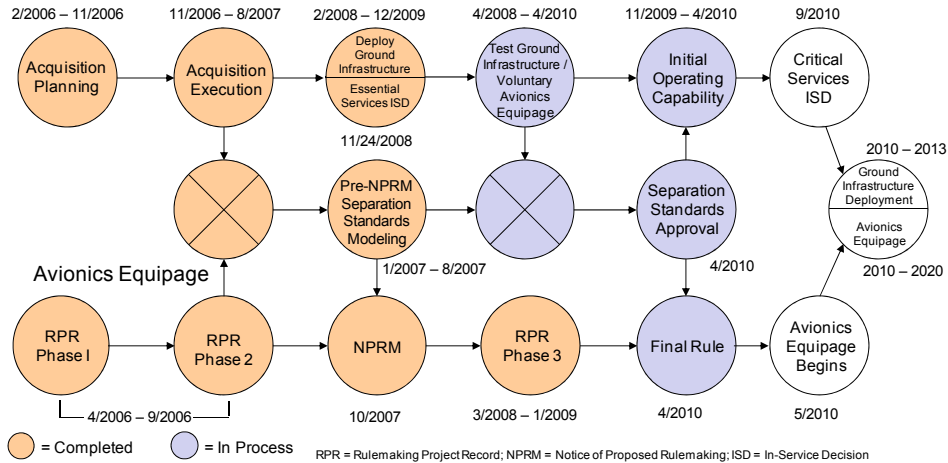 2/2006 – 11/2006
11/2006 – 8/2007
2/2008 – 12/2009
4/2008 – 4/2010
11/2009 – 4/2010
9/2010
Acquisition
Planning
Acquisition
Execution
Deploy
Ground
Infrastructure
Essential
Services ISD
Test Ground
Infrastructure /
Voluntary
Avionics
Equipage
Initial
Operating
Capability
Critical
Services
ISD
11/24/2008
Pre-NPRM
Separation
Standards
Modeling
Separation
Standards
Approval
2010 – 2013
Ground
Infrastructure
Deployment
Avionics
Equipage
2010 – 2020
1/2007 – 8/2007
4/2010
Avionics Equipage
RPR
Phase I
RPR
Phase 2
NPRM
RPR
Phase 3
Final Rule
Avionics
Equipage
Begins
4/2006 – 9/2006
10/2007
3/2008 – 1/2009
4/2010
5/2010
= Completed
= In Process
RPR = Rulemaking Project Record; NPRM = Notice of Proposed Rulemaking; ISD = In-Service Decision